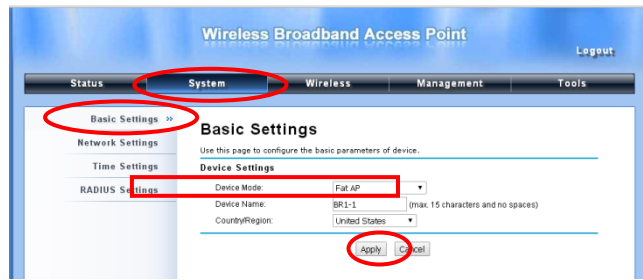 Wireless Broadband Access Point
Logout
Status System Wireless Management Tools
Basic Settings »
Network Settings
Time Settings
RADIUS Settings
Basic Settings
Use this page to configure the basic parameters of device.
Device Settings
Device Mode: Fat AP
Device Name: BR1-1 (max. 15 characters and no spaces)
Country/Region: United States
Apply Cancel